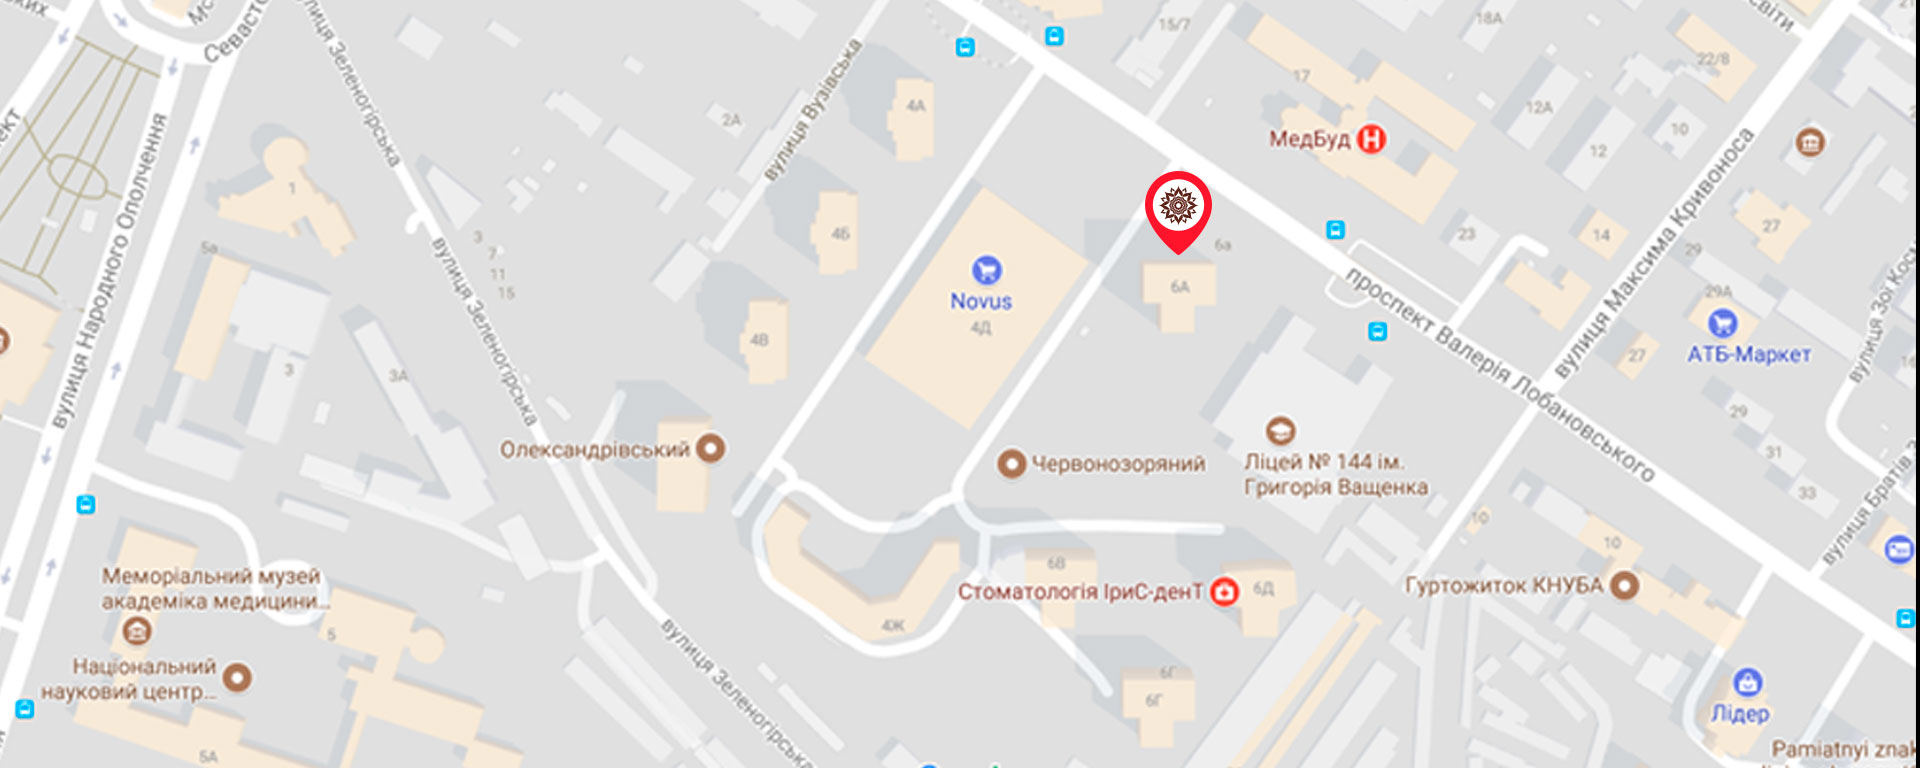 Севасто
вулиця Зеленогірська
вулиця Вузівська
15/7
18А
22/8
17
4А
2А
12А
10
12
МедБуд
H
вулиця Народного Ополчення
1
4Б
3
7
11
15
5а
6а
23
14
27
29
вулиця Максима Кривоноса
Novus
4Д
6А
проспект Валерія Лобановського
29А
АТБ-Маркет
27
вулиця Зеленогірська
4В
3
3А
29
31
33
Олександрівський
Червонозоряний
Ліцей № 144 ім.
Григорія Ващенка
10
10
6В
Стоматологія ІриС-денТ
6Д
Гуртожиток КНУБА
Меморіальний музей
академіка медицини...
5
4Ж
вулиця Зеленогірська
Національний
науковий центр...
6Г
6Г
Лідер
5А
Pamiatnyi znak